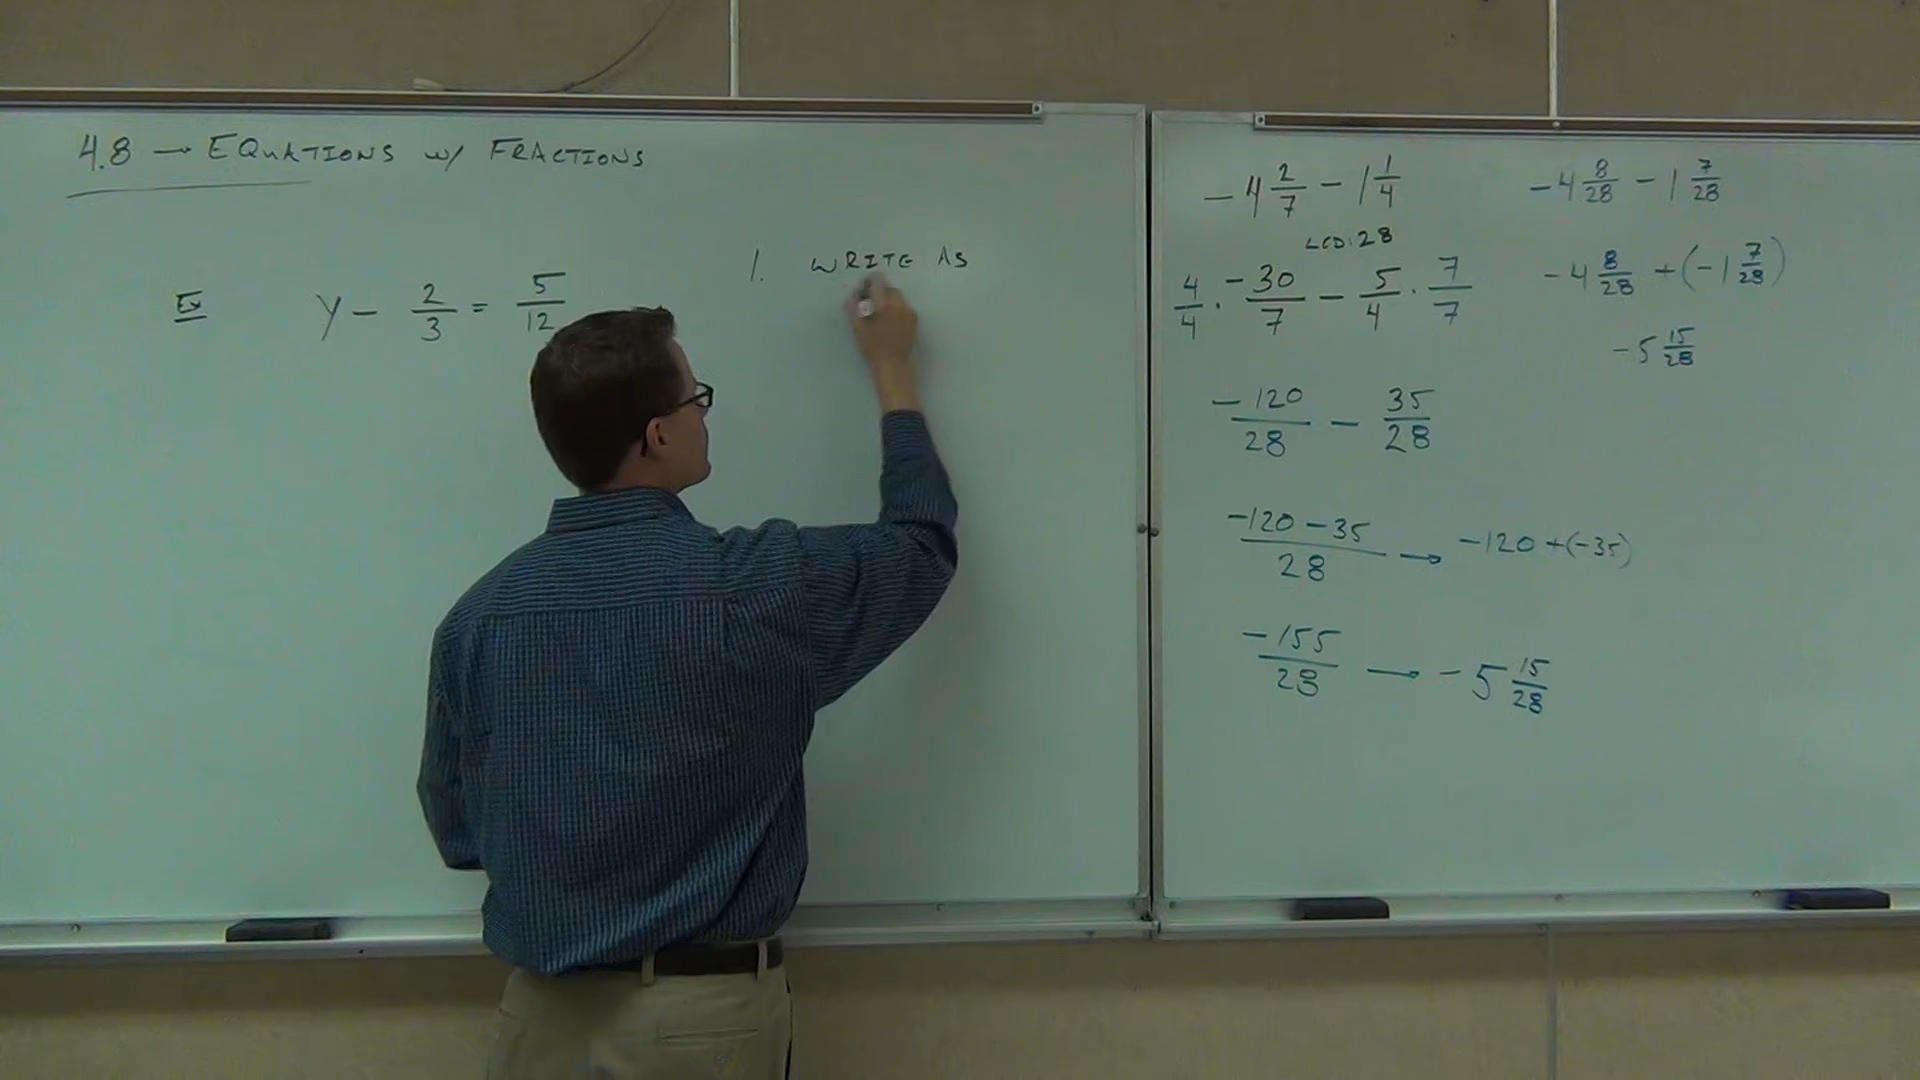 4.8 → EQUATIONS w/ FRACTIONS
Ex y - 2/3 = 5/12
1. WRITE AS
-4 2/7 - 1 1/4
LCD: 28
4/4 · -30/7 - 5/4 · 7/7
-120/28 - 35/28
-120 - 35/28 → -120 + (-35)
-155/28 → -5 15/28
-4 8/28 - 1 7/28
-4 8/28 + (-1 7/28)
-5 15/28